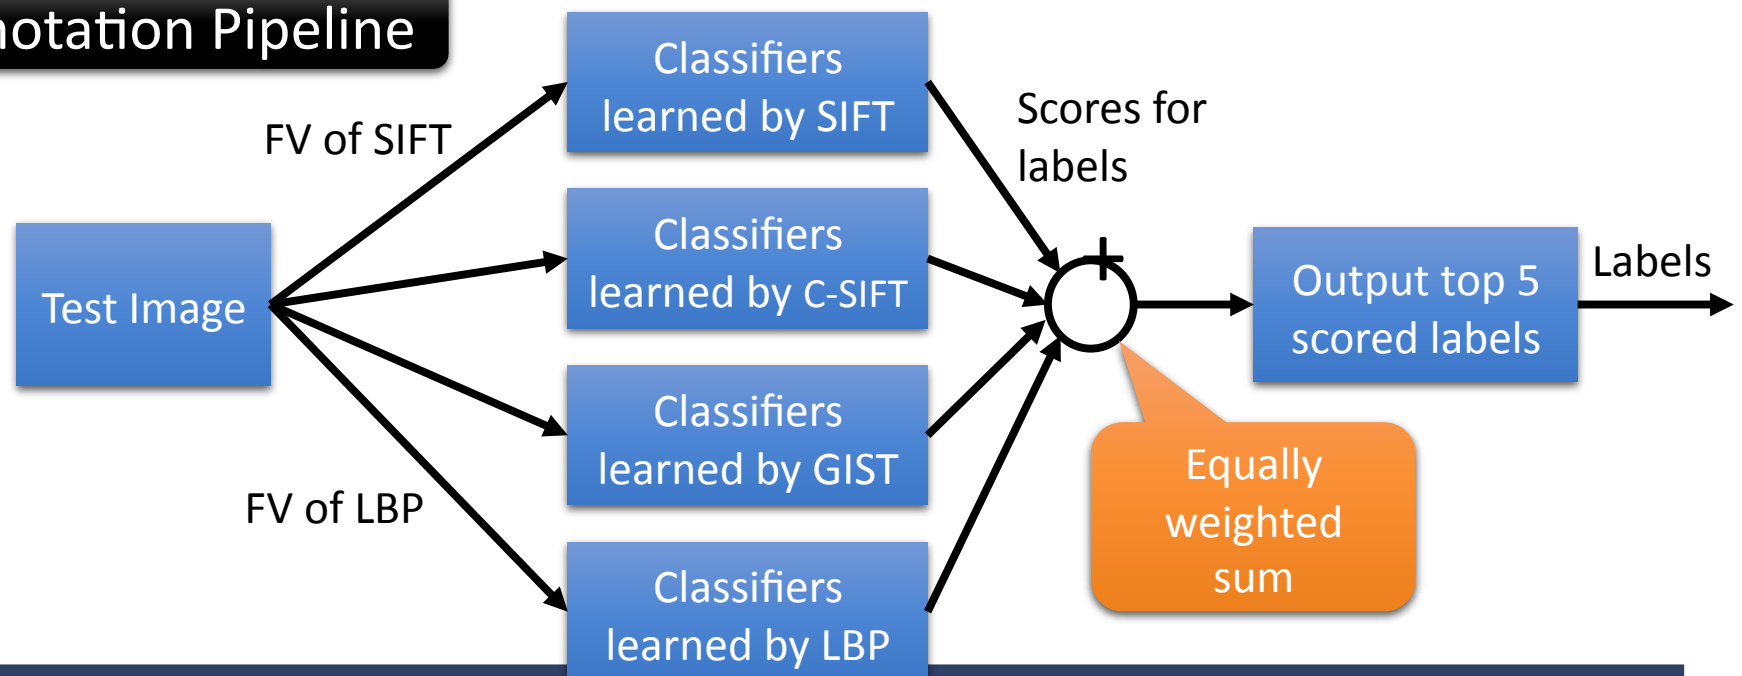 notation Pipeline
Classifiers
learned by SIFT
FV of SIFT
Scores for
labels
Classifiers
learned by C-SIFT
Test Image
+
Output top 5
scored labels
Labels
Classifiers
learned by GIST
FV of LBP
Equally
weighted
sum
Classifiers
learned by LBP